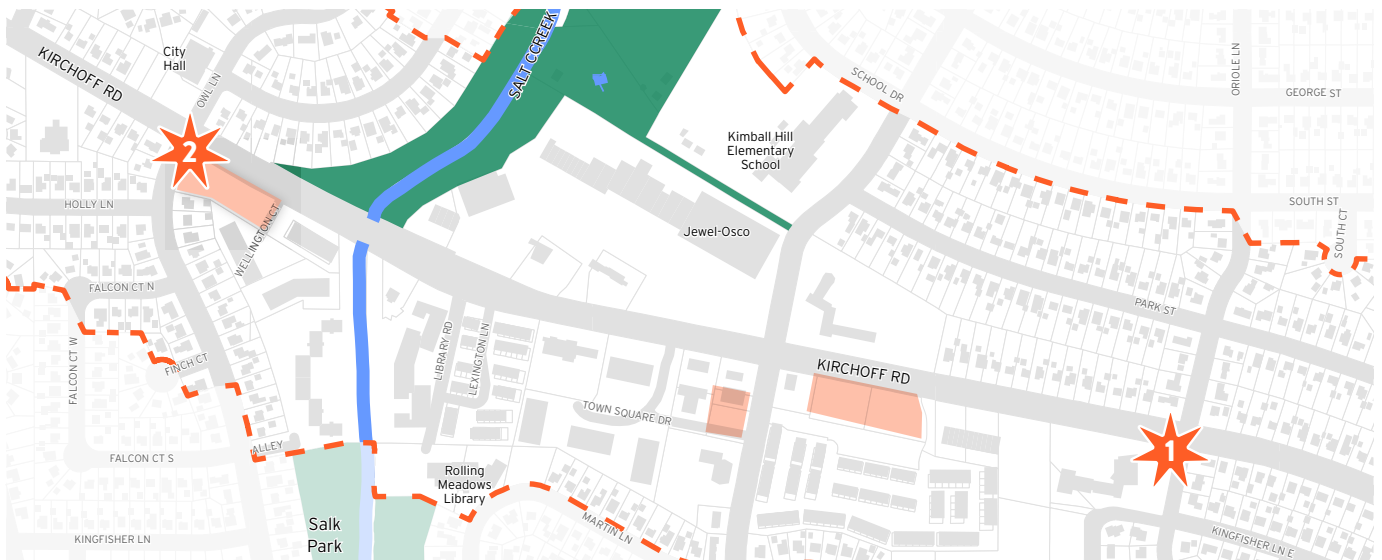 SALT CCREEK
City
Hall
KIRCHOFF RD
OWL LN
SCHOOL DR
ORIOLE LN
GEORGE ST
2
Kimball Hill
Elementary
School
HOLLY LN
WELLINGTON CT
Jewel-Osco
SOUTH ST
SOUTH CT
FALCON CT N
PARK ST
FALCON CT W
FINCH CT
LIBRARY RD
LEXINGTON LN
KIRCHOFF RD
TOWN SQUARE DR
ALLEY
FALCON CT S
1
Rolling
Meadows
Library
Salk
Park
MARTIN LN
KINGFISHER LN
KINGFISHER LN E